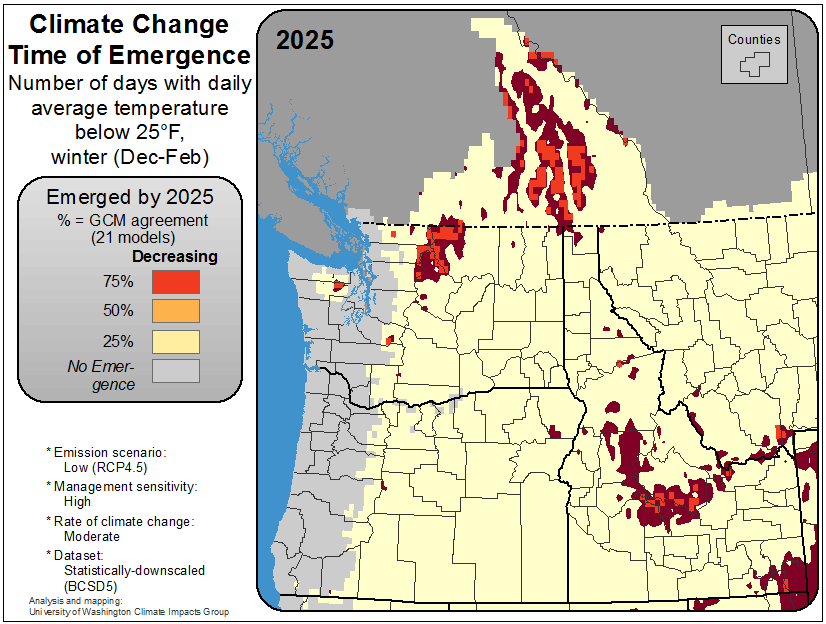 Climate Change
Time of Emergence
Number of days with daily
average temperature
below 25°F,
winter (Dec-Feb)
Emerged by 2025
% = GCM agreement
(21 models)
Decreasing
75%
50%
25%
No Emer-
gence
* Emission scenario:
Low (RCP4.5)
* Management sensitivity:
High
* Rate of climate change:
Moderate
* Dataset:
Statistically-downscaled
(BCSD5)
Analysis and mapping:
University of Washington Climate Impacts Group
2025
Counties